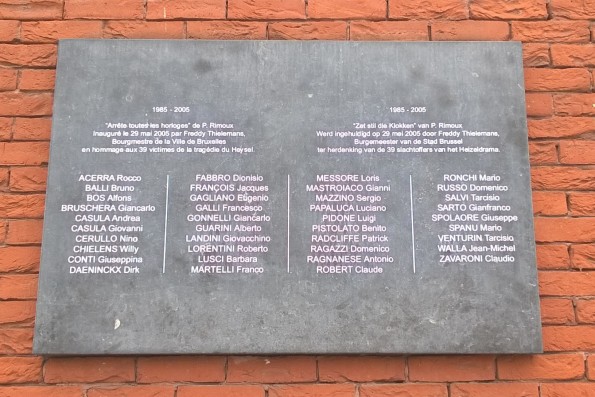 1985 - 2005
"Arrête toutes les horloges" de P. Rimoux
Inauguré le 29 mai 2005 par Freddy Thielemans,
Bourgmestre de la Ville de Bruxelles
en hommage aux 39 victimes de la tragédie du Heysel.
1985 - 2005
"Zet stil die Klokken" van P. Rimoux
Werd ingehuldigd op 29 mei 2005 door Freddy Thielemans,
Burgemeester van de Stad Brussel
ter herdenking van de 39 slachtoffers van het Heizeldrama.
ACERRA Rocco
BALLI Bruno
BOS Alfons
BRUSCHERA Giancarlo
CASULA Andrea
CASULA Giovanni
CERULLO Nino
CHIELENS Willy
CONTI Giuseppina
DAENINCKX Dirk
FABBRO Dionisio
FRANÇOIS Jacques
GAGLIANO Eugenio
GALLI Francesco
GONNELLI Giancarlo
GUARINI Alberto
LANDINI Giovacchino
LORENTINI Roberto
LUSCI Barbara
MARTELLI Franco
MESSORE Loris
MASTROIACO Gianni
MAZZINO Sergio
PAPALUCA Luciano
PIDONE Luigi
PISTOLATO Benito
RADCLIFFE Patrick
RAGAZZI Domenico
RAGNANESE Antonio
ROBERT Claude
RONCHI Mario
RUSSO Domenico
SALVI Tarcisio
SARTO Gianfranco
SPOLAORE Giuseppe
SPANU Mario
VENTURIN Tarcisio
WALLA Jean-Michel
ZAVARONI Claudio